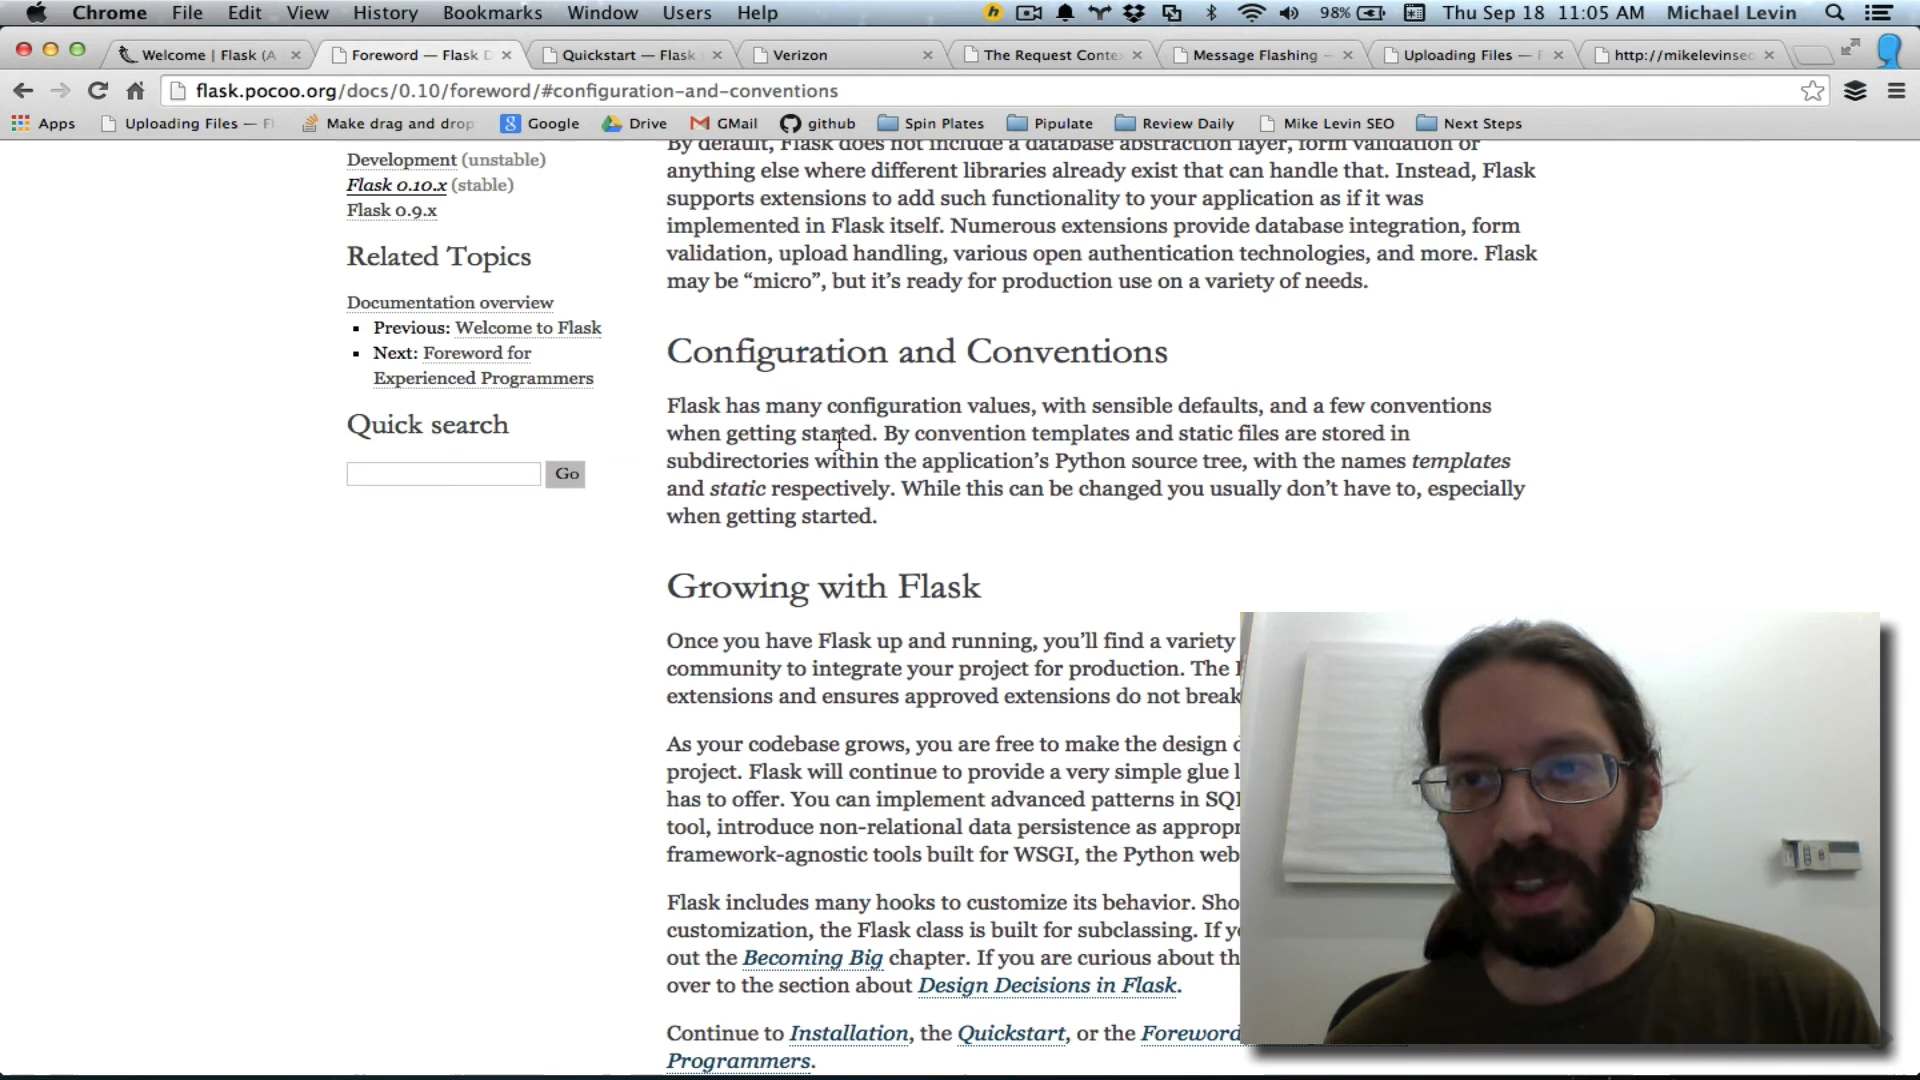 Chrome File Edit View History Bookmarks Window Users Help 98% Thu Sep 18 11:05 AM Michael Levin
Welcome | Flask (A
Foreword — Flask D
Quickstart — Flask
Verizon
The Request Conte
Message Flashing —
Uploading Files — F
http://mikelevinseo
flask.pocoo.org/docs/0.10/foreword/#configuration-and-conventions
Apps Uploading Files — Fl Make drag and drop Google Drive GMail github Spin Plates Pipulate Review Daily Mike Levin SEO Next Steps
Development (unstable)
Flask 0.10.x (stable)
Flask 0.9.x
Related Topics
Documentation overview
Previous: Welcome to Flask
Next: Foreword for
Experienced Programmers
Quick search
Go
By default, Flask does not include a database abstraction layer, form validation or
anything else where different libraries already exist that can handle that. Instead, Flask
supports extensions to add such functionality to your application as if it was
implemented in Flask itself. Numerous extensions provide database integration, form
validation, upload handling, various open authentication technologies, and more. Flask
may be “micro”, but it’s ready for production use on a variety of needs.
Configuration and Conventions
Flask has many configuration values, with sensible defaults, and a few conventions
when getting started. By convention templates and static files are stored in
subdirectories within the application’s Python source tree, with the names templates
and static respectively. While this can be changed you usually don’t have to, especially
when getting started.
Growing with Flask
Once you have Flask up and running, you’ll find a variety
community to integrate your project for production. The
extensions and ensures approved extensions do not break
As your codebase grows, you are free to make the design d
project. Flask will continue to provide a very simple glue l
has to offer. You can implement advanced patterns in SQL
tool, introduce non-relational data persistence as appropr
framework-agnostic tools built for WSGI, the Python web
Flask includes many hooks to customize its behavior. Sho
customization, the Flask class is built for subclassing. If yo
out the Becoming Big chapter. If you are curious about th
over to the section about Design Decisions in Flask.
Continue to Installation, the Quickstart, or the Foreword
Programmers.